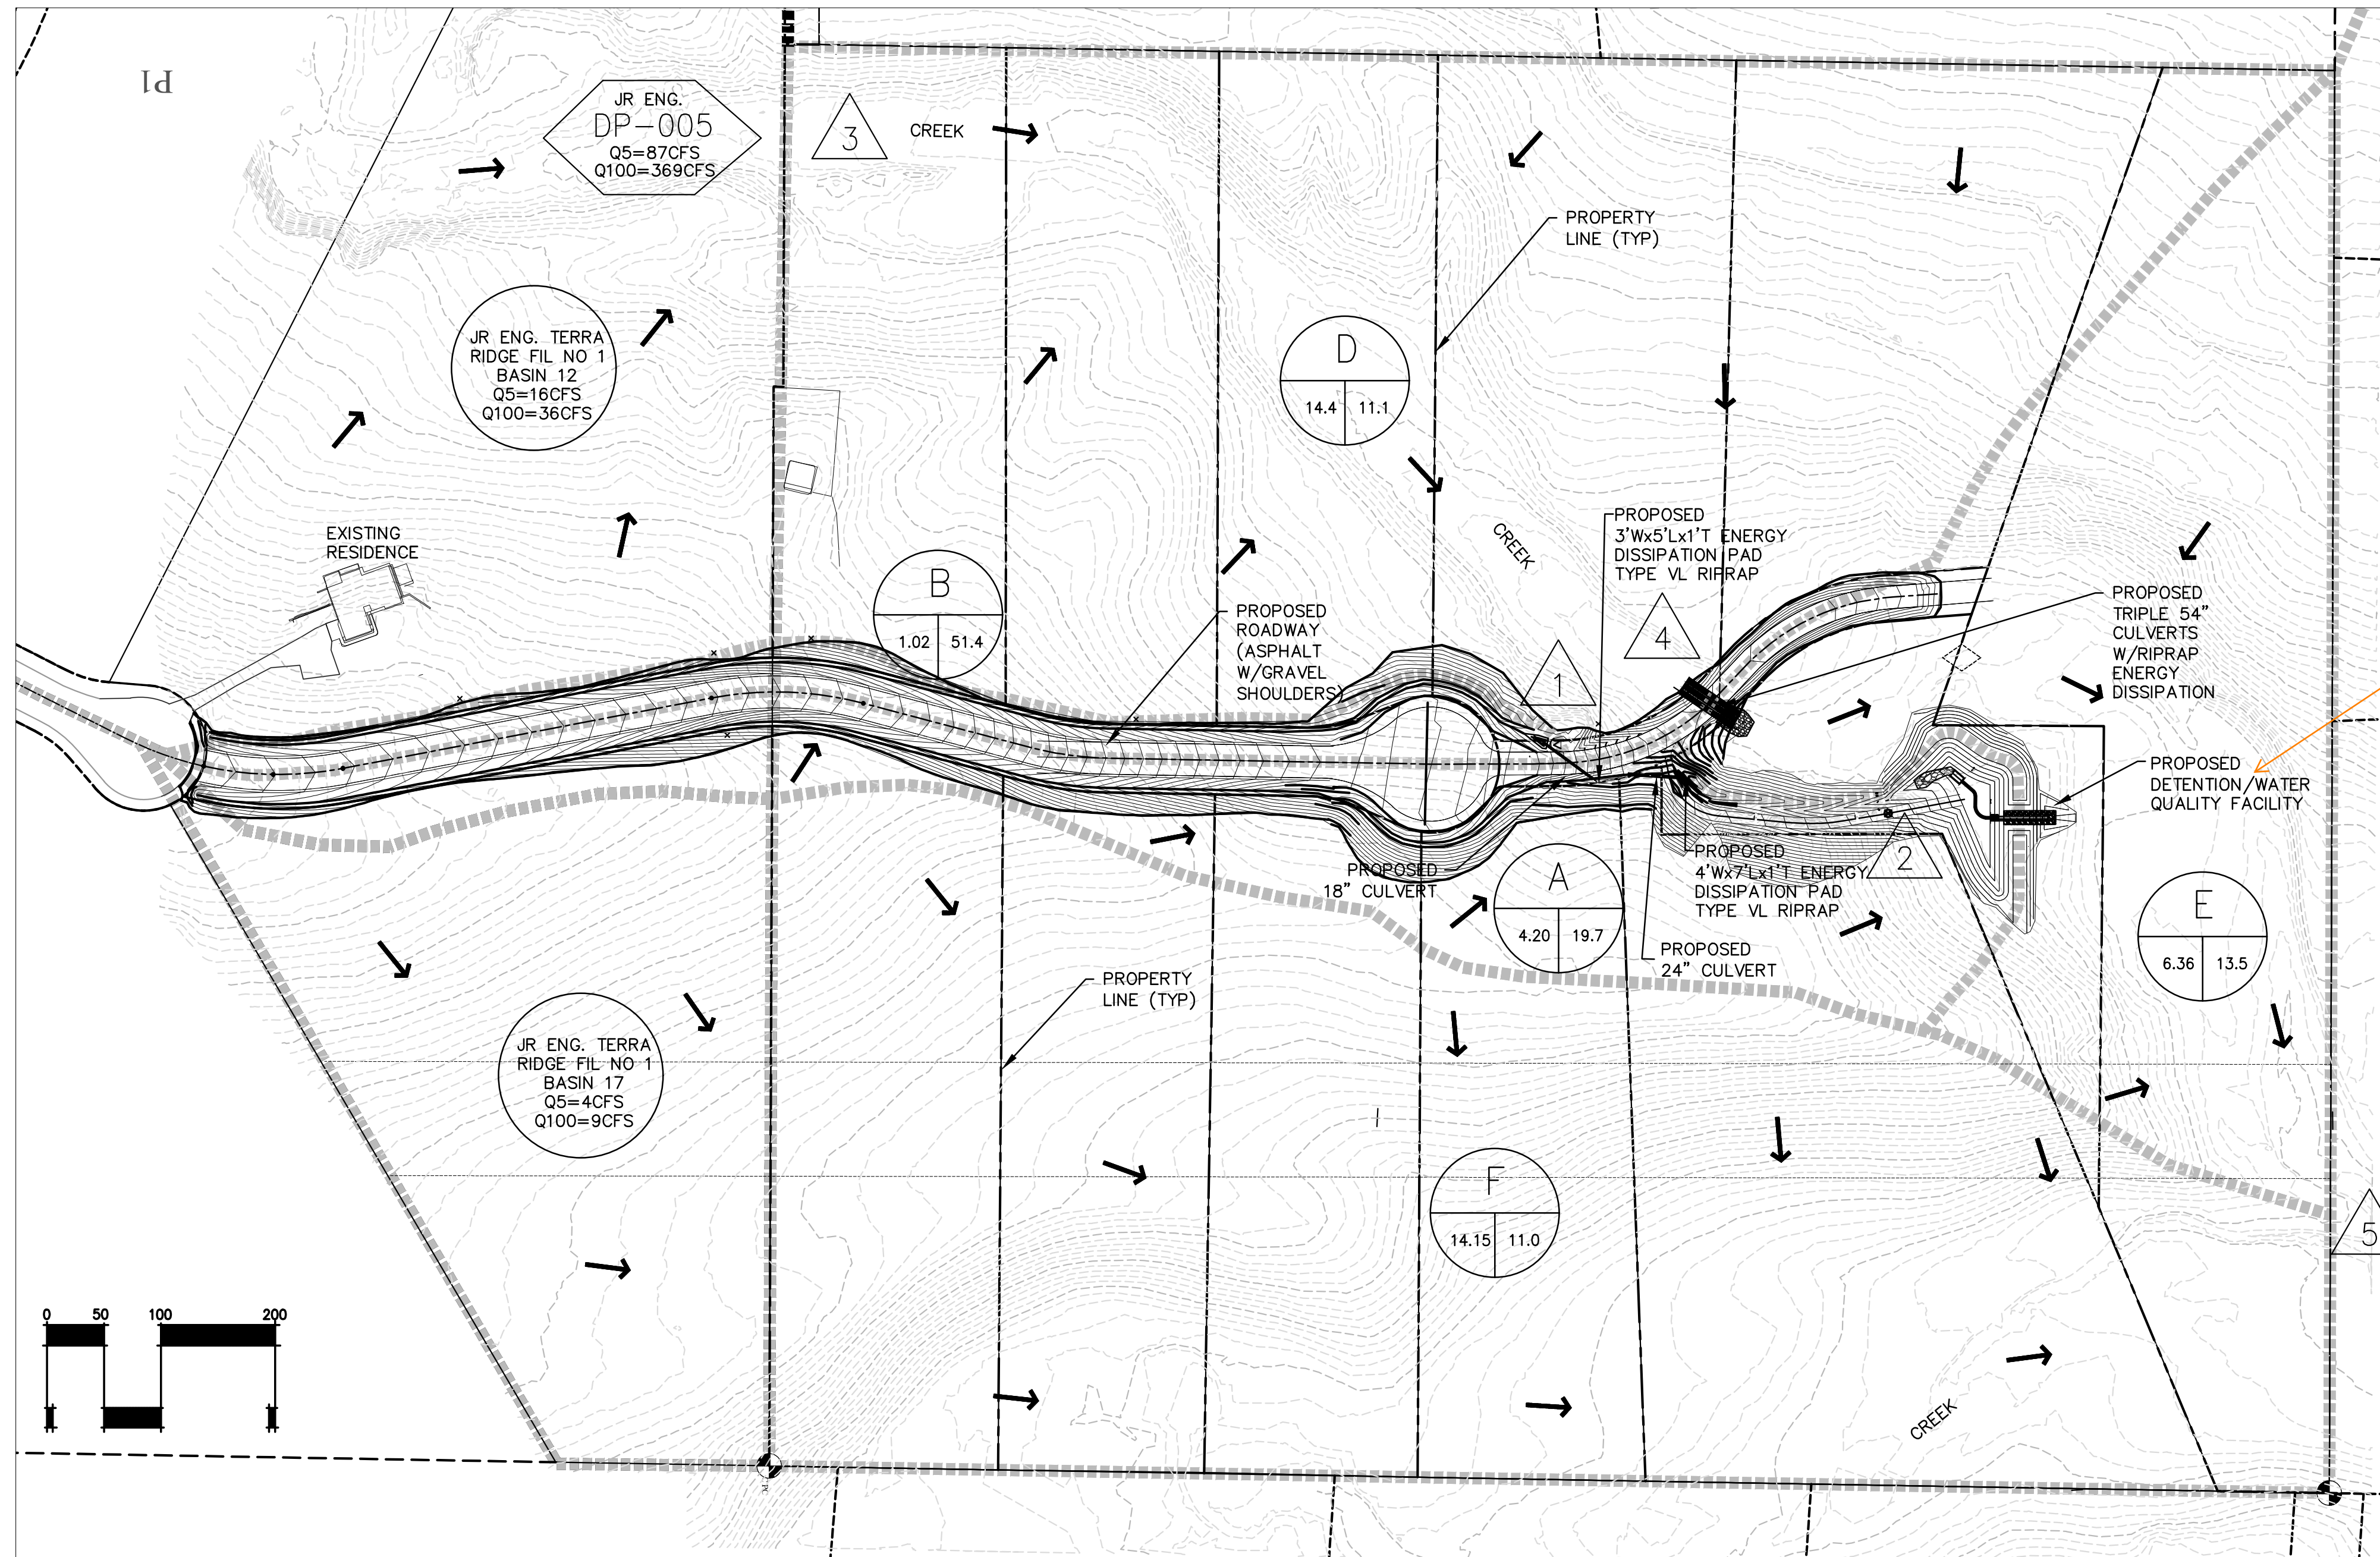 P1
JR ENG.
DP-005
Q5=87CFS
Q100=369CFS
3
CREEK
PROPERTY
LINE (TYP)
JR ENG. TERRA
RIDGE FIL NO 1
BASIN 12
Q5=16CFS
Q100=36CFS
D
14.4 11.1
EXISTING
RESIDENCE
CREEK
PROPOSED
3'Wx5'Lx1'T ENERGY
DISSIPATION PAD
TYPE VL RIPRAP
B
1.02 51.4
PROPOSED
ROADWAY
(ASPHALT
W/GRAVEL
SHOULDERS)
4
1
PROPOSED
TRIPLE 54"
CULVERTS
W/RIPRAP
ENERGY
DISSIPATION
PROPOSED
DETENTION/WATER
QUALITY FACILITY
PROPOSED
18" CULVERT
A
4.20 19.7
PROPOSED
4'Wx7'Lx1'T ENERGY
DISSIPATION PAD
TYPE VL RIPRAP
2
PROPOSED
24" CULVERT
E
6.36 13.5
PROPERTY
LINE (TYP)
JR ENG. TERRA
RIDGE FIL NO 1
BASIN 17
Q5=4CFS
Q100=9CFS
F
14.15 11.0
5
0 50 100 200
CREEK